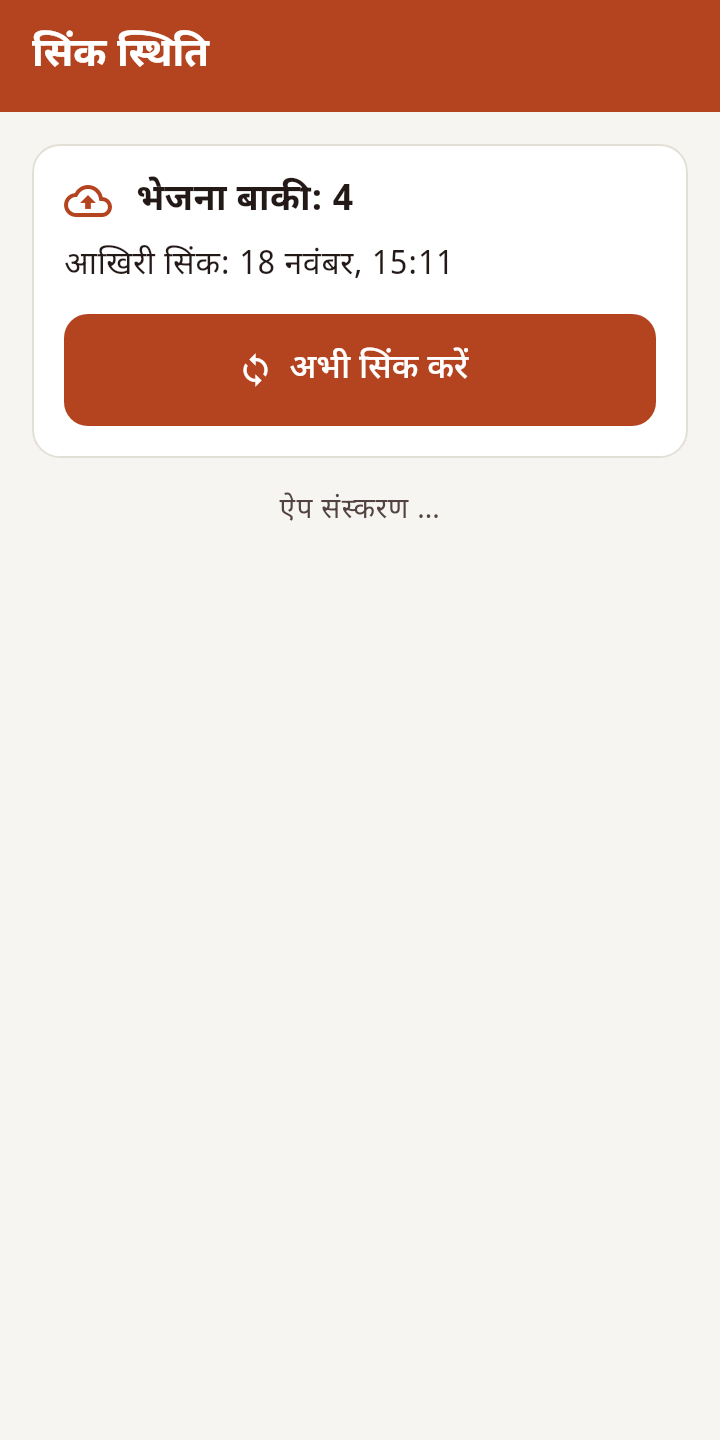 सिंक स्थिति
भेजना बाकी: 4
आखिरी सिंक: 18 नवंबर, 15:11
अभी सिंक करें
ऐप संस्करण ...